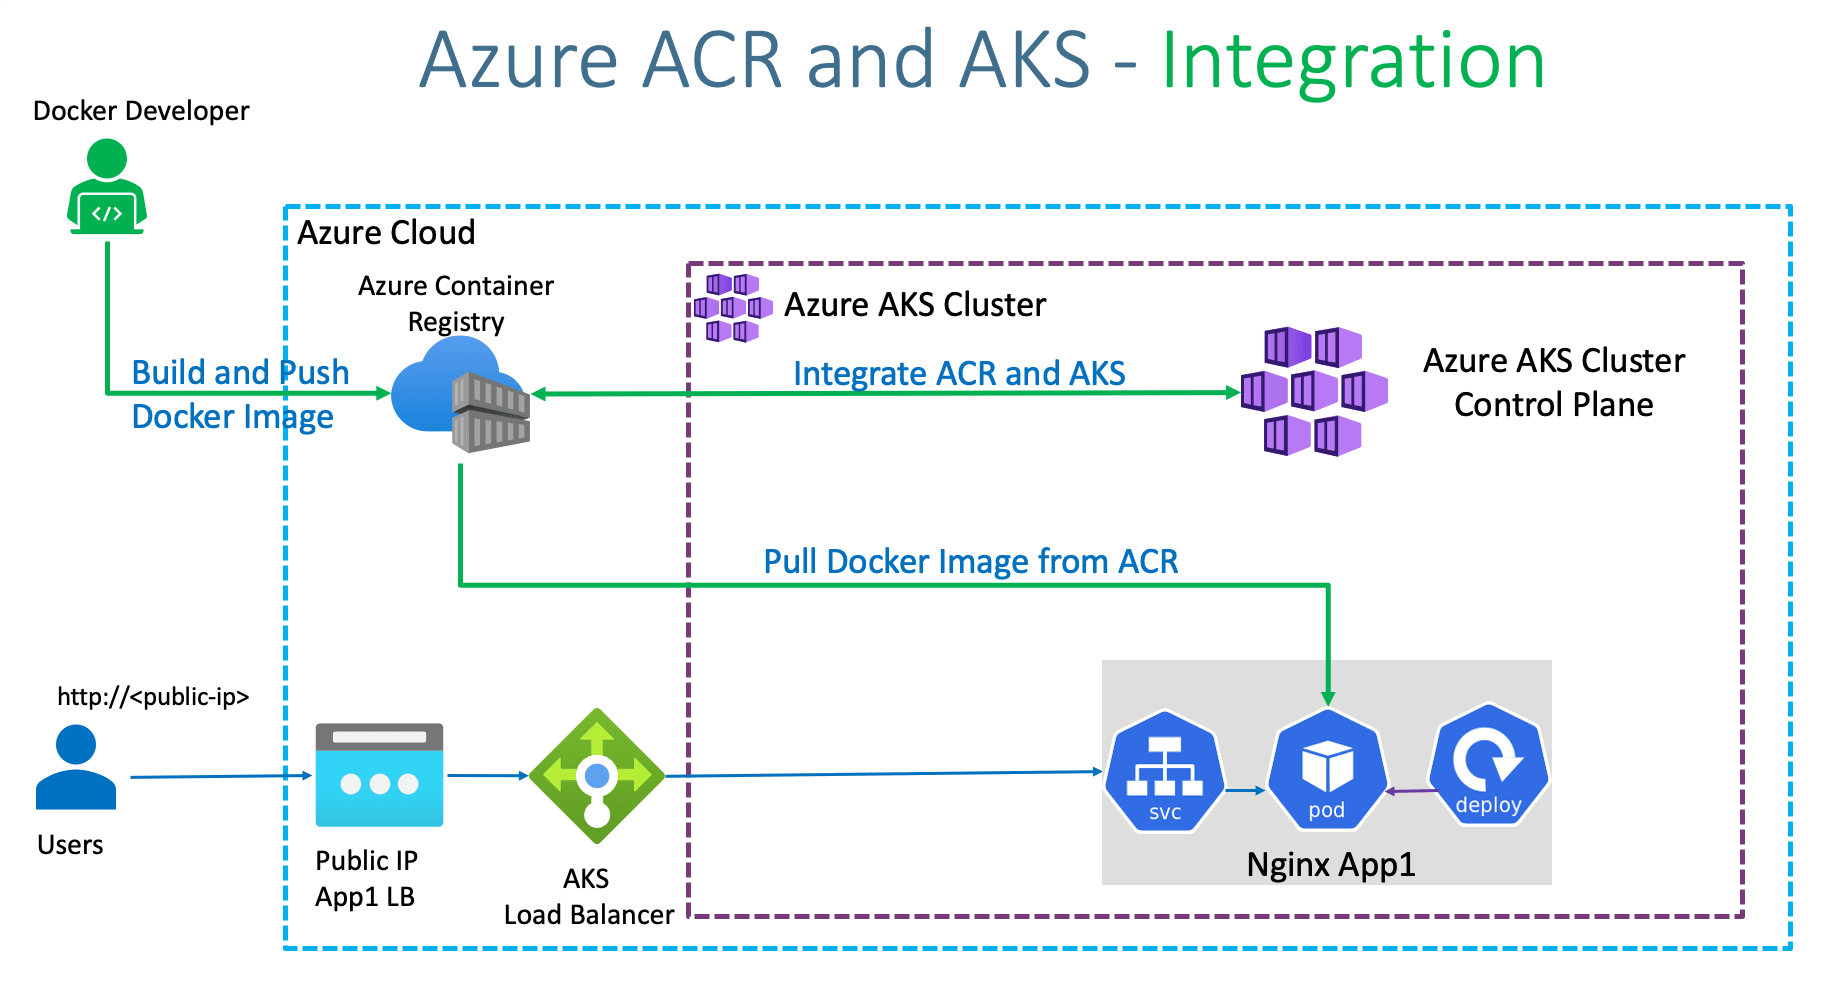 Azure ACR and AKS - Integration
Docker Developer
</>
Azure Cloud
Azure Container
Registry
Azure AKS Cluster
Build and Push
Docker Image
Integrate ACR and AKS
Azure AKS Cluster
Control Plane
Pull Docker Image from ACR
http://<public-ip>
Users
Public IP
App1 LB
AKS
Load Balancer
svc
pod
deploy
Nginx App1